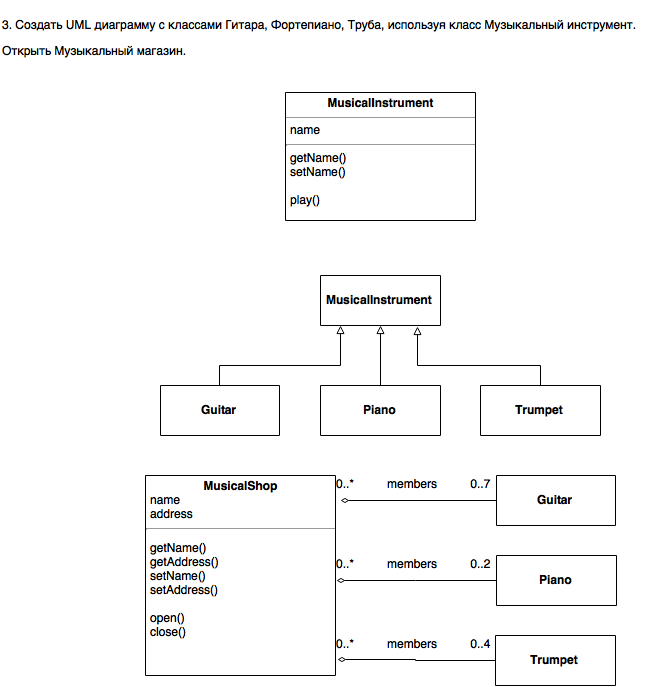 3. Создать UML диаграмму с классами Гитара, Фортепиано, Труба, используя класс Музыкальный инструмент.
Открыть Музыкальный магазин.
MusicalInstrument
name
getName()
setName()
play()
MusicalInstrument
Guitar
Piano
Trumpet
MusicalShop
name
address
getName()
getAddress()
setName()
setAddress()
open()
close()
0..* members 0..7
Guitar
0..* members 0..2
Piano
0..* members 0..4
Trumpet